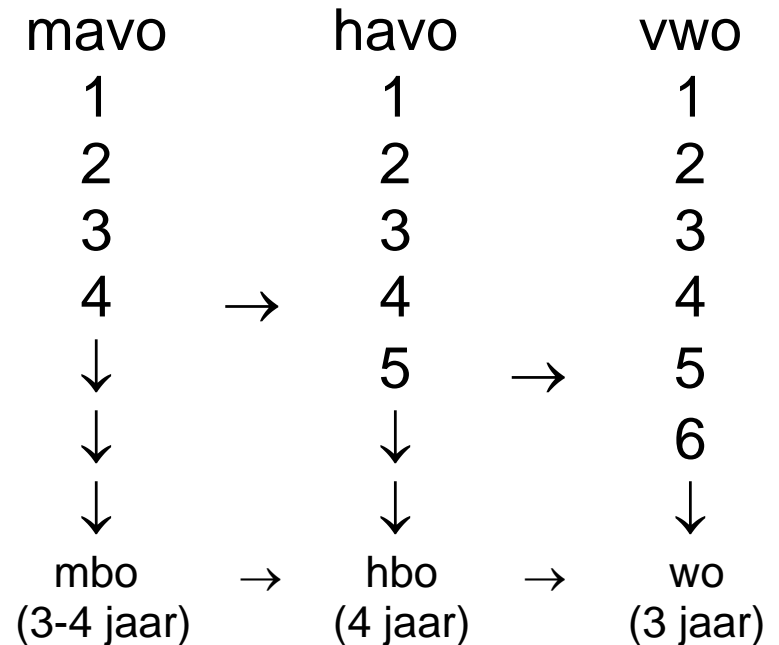 mavo havo vwo
1 1 1
2 2 2
3 3 3
4 → 4 4
↓ 5 → 5
↓ ↓ 6
↓ ↓ ↓
mbo → hbo → wo
(3-4 jaar) (4 jaar) (3 jaar)